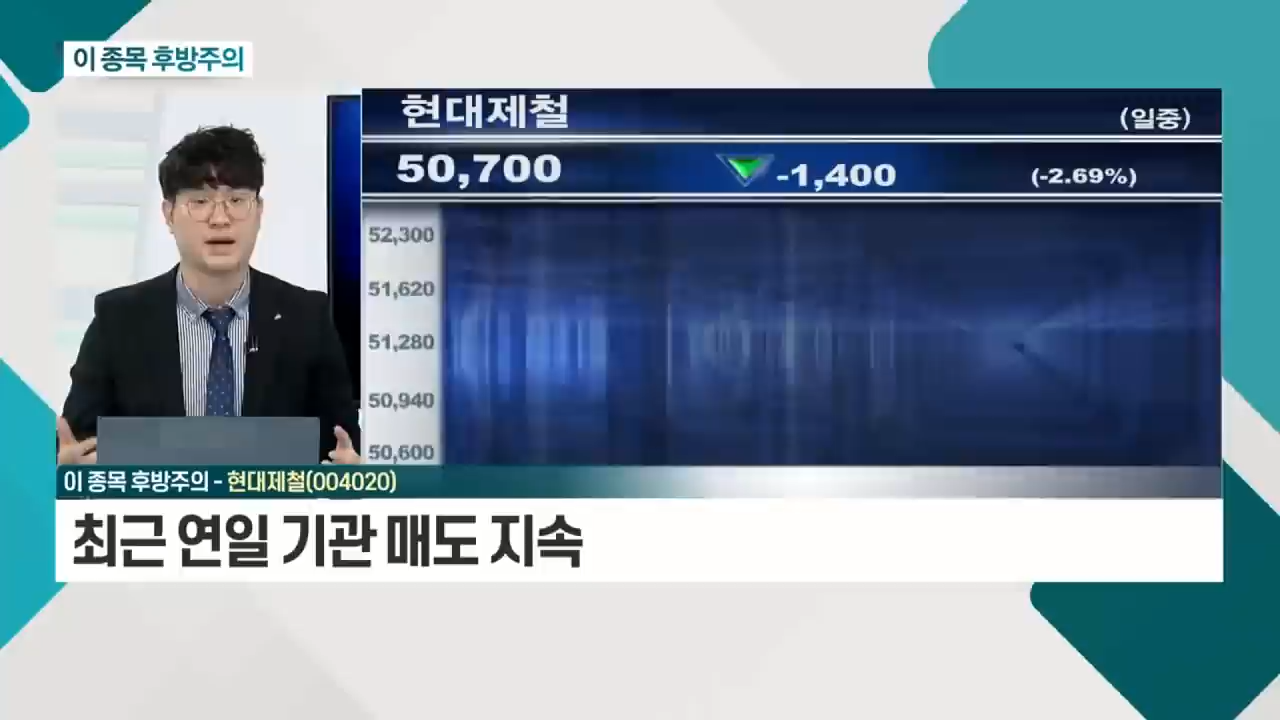 이 종목 후방주의
현대제철 (일중)
50,700 -1,400 (-2.69%)
52,300
51,620
51,280
50,940
50,600
이 종목 후방주의 - 현대제철(004020)
최근 연일 기관 매도 지속